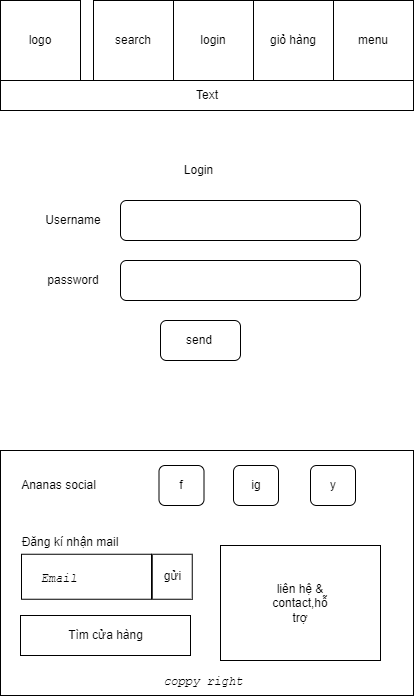 logo
search
login
giỏ hàng
menu
Text
Login
Username
password
send
Ananas social
f
ig
y
Đăng kí nhận mail
Email
gửi
liên hệ &
contact,hỗ
trợ
Tìm cửa hàng
coppy right